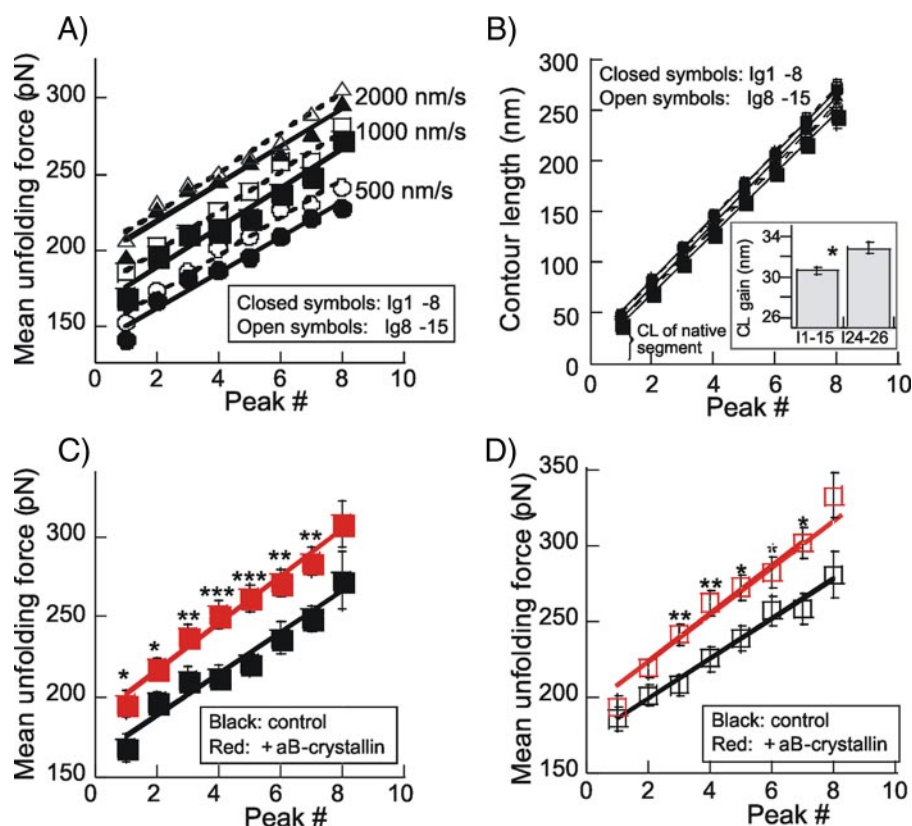 A)
Mean unfolding force (pN)
300
250
200
150
0 2 4 6 8 10
Peak #
2000 nm/s
1000 nm/s
500 nm/s
Closed symbols: Ig1 -8
Open symbols: Ig8 -15
B)
Contour length (nm)
300
250
200
150
100
50
0
0 2 4 6 8 10
Peak #
Closed symbols: Ig1 -8
Open symbols: Ig8 -15
CL of native
segment
CL gain (nm)
34
30
26
*
I1-15 I24-26
C)
Mean unfolding force (pN)
300
250
200
150
0 2 4 6 8 10
Peak #
* * ** *** *** ** **
Black: control
Red: + aB-crystallin
D)
Mean unfolding force (pN)
350
300
250
200
150
0 2 4 6 8 10
Peak #
** ** * * *
Black: control
Red: + aB-crystallin